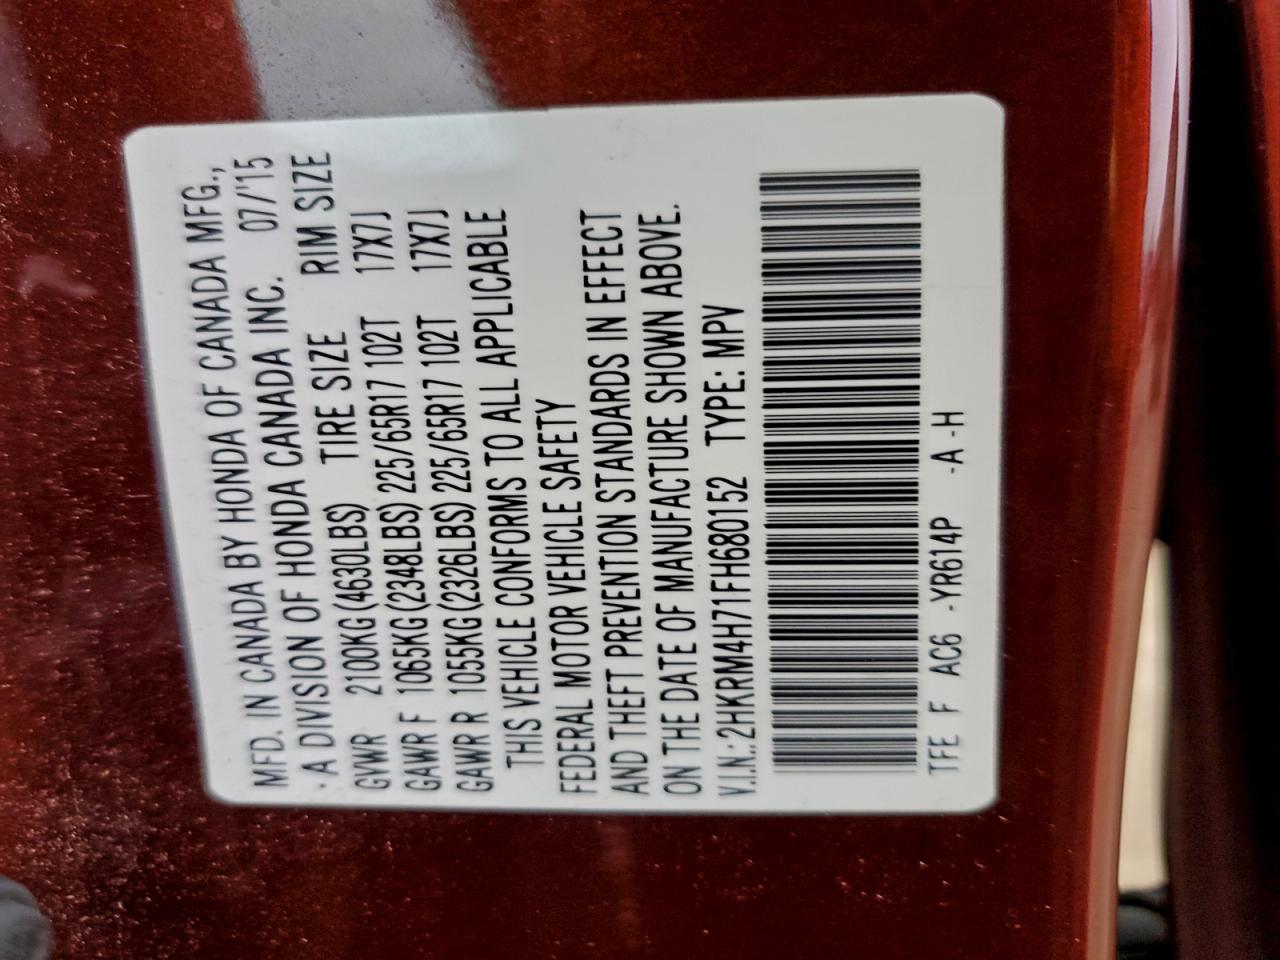 MFD. IN CANADA BY HONDA OF CANADA MFG.,
. A DIVISION OF HONDA CANADA INC. 07/'15
GVWR 2100KG(4630LBS) TIRE SIZE RIM SIZE
GAWR F 1065KG(2348LBS) 225/65R17 102T 17X7J
GAWR R 1055KG(2326LBS) 225/65R17 102T 17X7J
THIS VEHICLE CONFORMS TO ALL APPLICABLE
FEDERAL MOTOR VEHICLE SAFETY
AND THEFT PREVENTION STANDARDS IN EFFECT
ON THE DATE OF MANUFACTURE SHOWN ABOVE.
V.I.N.: 2HKRM4H71FH680152 TYPE: MPV
TFE F AC6 -YR614P -A -H